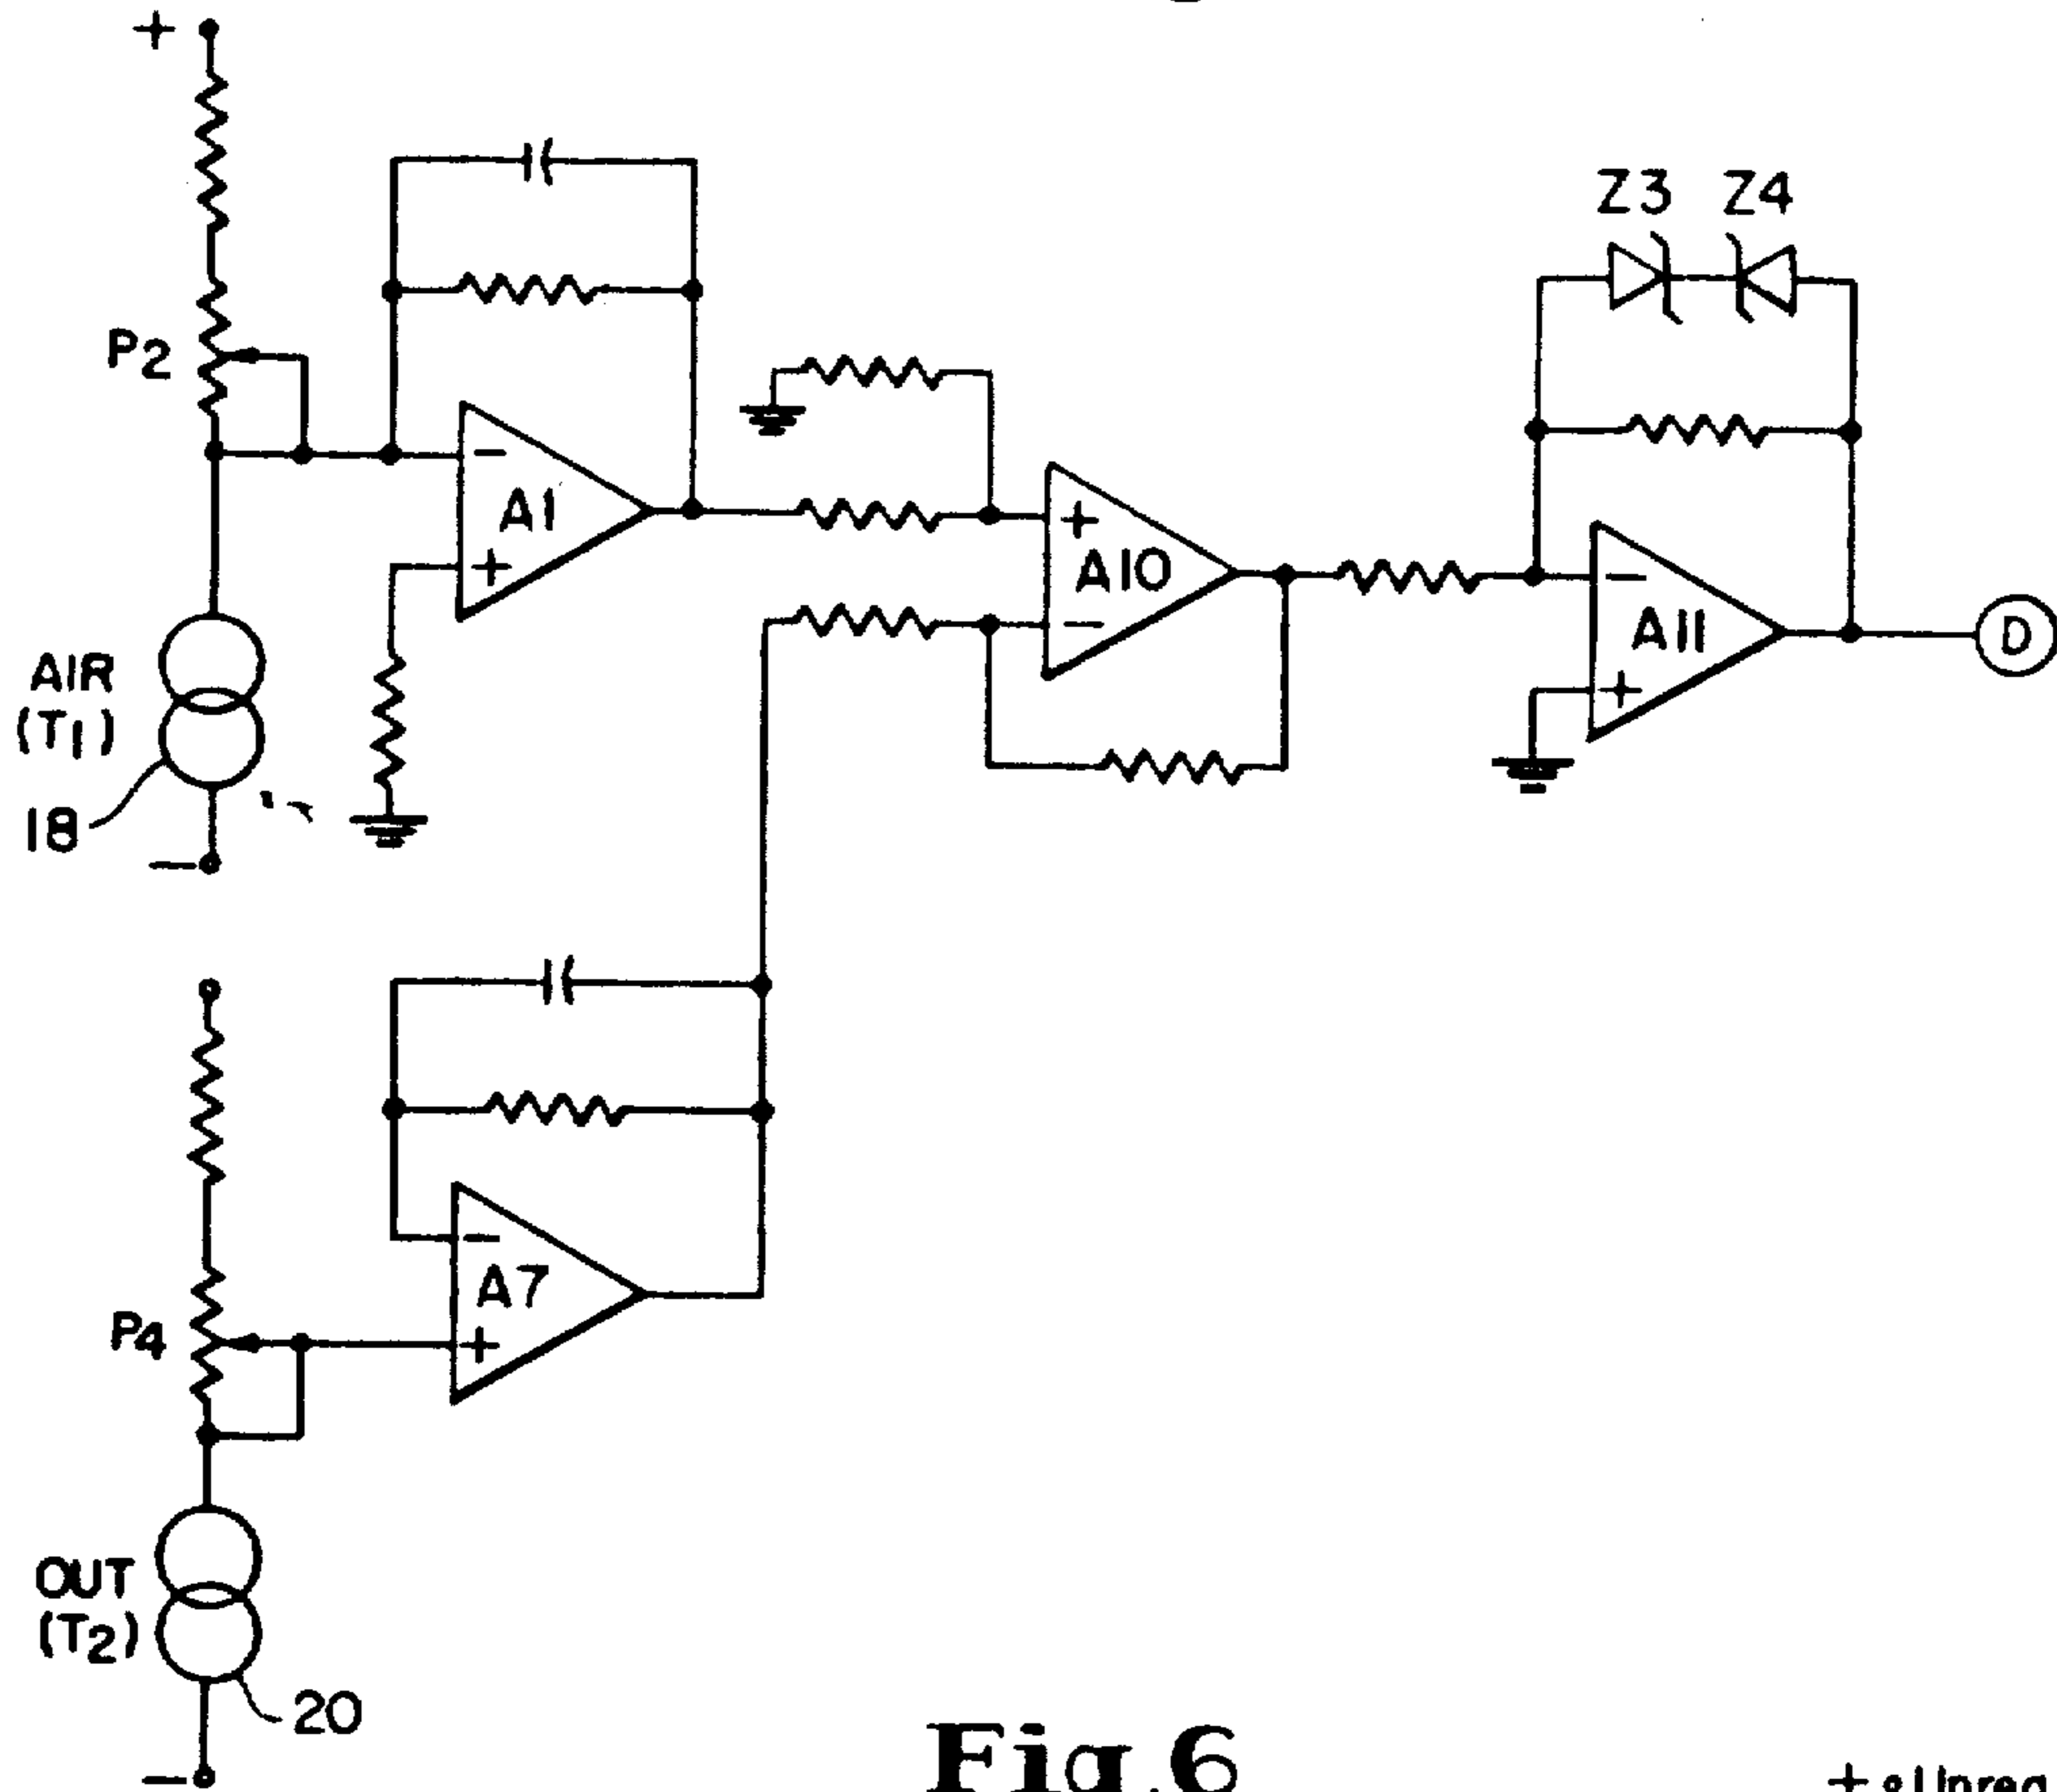 +
Z3 Z4
P2
−
A1
+
+
A10
−
−
A11
+
D
AIR
(T1)
18
−
−
A7
+
P4
OUT
(T2)
20
−
Fig.6
+